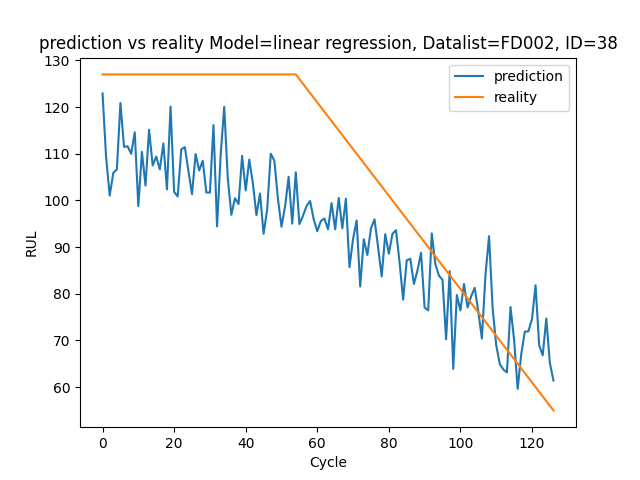 prediction vs reality Model=linear regression, Datalist=FD002, ID=38
prediction
reality
130
120
110
100
90
80
70
60
RUL
0 20 40 60 80 100 120
Cycle